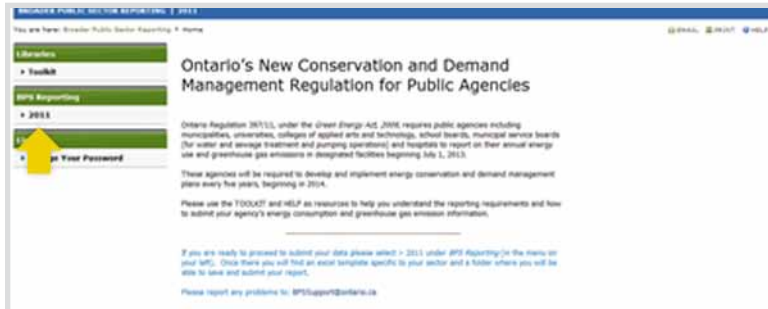 BROADER PUBLIC SECTOR REPORTING | 2011
You are here: Broader Public Sector Reporting > Home
EMAIL PRINT HELP
Libraries
Toolkit
BPS Reporting
2011
Your Password
Ontario's New Conservation and Demand
Management Regulation for Public Agencies
Ontario Regulation 397/11, under the Green Energy Act, 2009, requires public agencies including
municipalities, universities, colleges of applied arts and technology, school boards, municipal service boards
(for water and sewage treatment and pumping operations) and hospitals to report on their annual energy
use and greenhouse gas emissions in designated facilities beginning July 1, 2013.
These agencies will be required to develop and implement energy conservation and demand management
plans every five years, beginning in 2014.
Please use the TOOLKIT and HELP as resources to help you understand the reporting requirements and how
to submit your agency's energy consumption and greenhouse gas emission information.
If you are ready to proceed to submit your data please select > 2011 under BPS Reporting (in the menu on
your left). Once there you will find an excel template specific to your sector and a folder where you will be
able to save and submit your report.
Please report any problems to: BPSSupport@ontario.ca